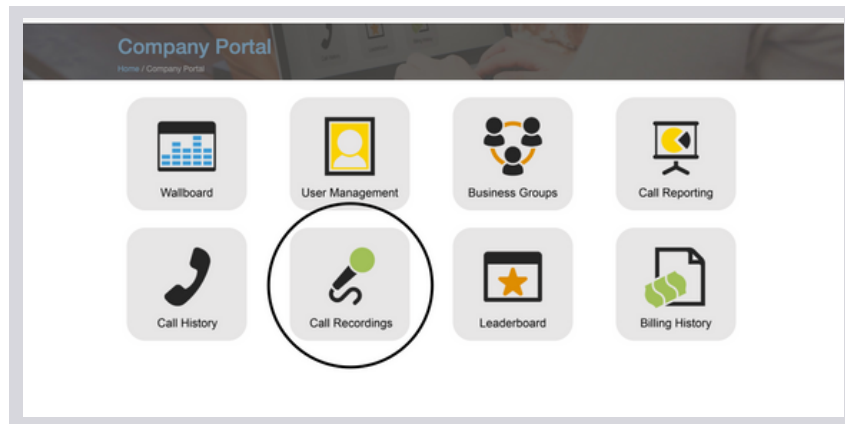 Company Portal
Home / Company Portal
Wallboard
User Management
Business Groups
Call Reporting
Call History
Call Recordings
Leaderboard
Billing History